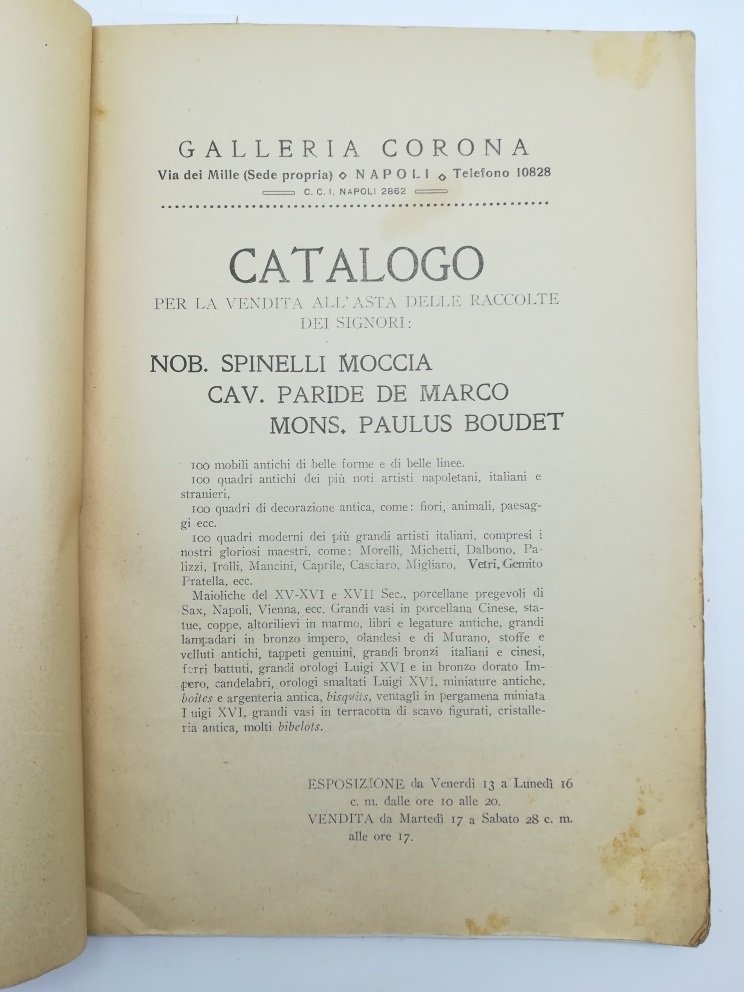 GALLERIA CORONA
Via dei Mille (Sede propria) ◇ NAPOLI ◇ Telefono 10828
C. C. I. NAPOLI 2862
CATALOGO
PER LA VENDITA ALL'ASTA DELLE RACCOLTE
DEI SIGNORI:
NOB. SPINELLI MOCCIA
CAV. PARIDE DE MARCO
MONS. PAULUS BOUDET
100 mobili antichi di belle forme e di belle linee.
100 quadri antichi dei più noti artisti napoletani, italiani e
stranieri,
100 quadri di decorazione antica, come: fiori, animali, paesag-
gi ecc.
100 quadri moderni dei più grandi artisti italiani, compresi i
nostri gloriosi maestri, come: Morelli, Michetti, Dalbono, Pa-
lizzi, Irolli, Mancini, Caprile, Casciaro, Migliaro, Vetri, Gemito
Pratella, ecc.
Maioliche del XV-XVI e XVII Sec., porcellane pregevoli di
Sax, Napoli, Vienna, ecc. Grandi vasi in porcellana Cinese, sta-
tue, coppe, altorilievi in marmo, libri e legature antiche, grandi
lampadari in bronzo impero, olandesi e di Murano, stoffe e
velluti antichi, tappeti genuini, grandi bronzi italiani e cinesi,
ferri battuti, grandi orologi Luigi XVI e in bronzo dorato Im-
pero, candelabri, orologi smaltati Luigi XVI, miniature antiche,
boîtes e argenteria antica, bisquits, ventagli in pergamena miniata
Luigi XVI, grandi vasi in terracotta di scavo figurati, cristalle-
ria antica, molti bibelots.
ESPOSIZIONE da Venerdì 13 a Lunedì 16
c. m. dalle ore 10 alle 20.
VENDITA da Martedì 17 a Sabato 28 c. m.
alle ore 17.